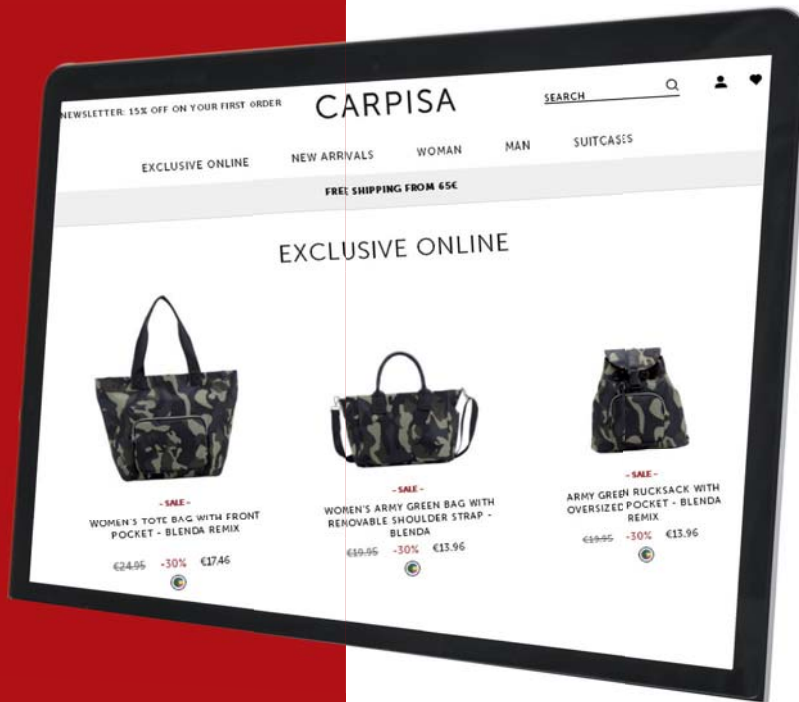 NEWSLETTER: 15% OFF ON YOUR FIRST ORDER
CARPISA
SEARCH
EXCLUSIVE ONLINE
NEW ARRIVALS
WOMAN
MAN
SUITCASES
FREE SHIPPING FROM 65€
EXCLUSIVE ONLINE
- SALE -
WOMEN'S TOTE BAG WITH FRONT
POCKET - BLENDA REMIX
€24.95 -30% €17.46
- SALE -
WOMEN'S ARMY GREEN BAG WITH
REMOVABLE SHOULDER STRAP -
BLENDA
€19.95 -30% €13.96
- SALE -
ARMY GREEN RUCKSACK WITH
OVERSIZED POCKET - BLENDA
REMIX
€19.95 -30% €13.96